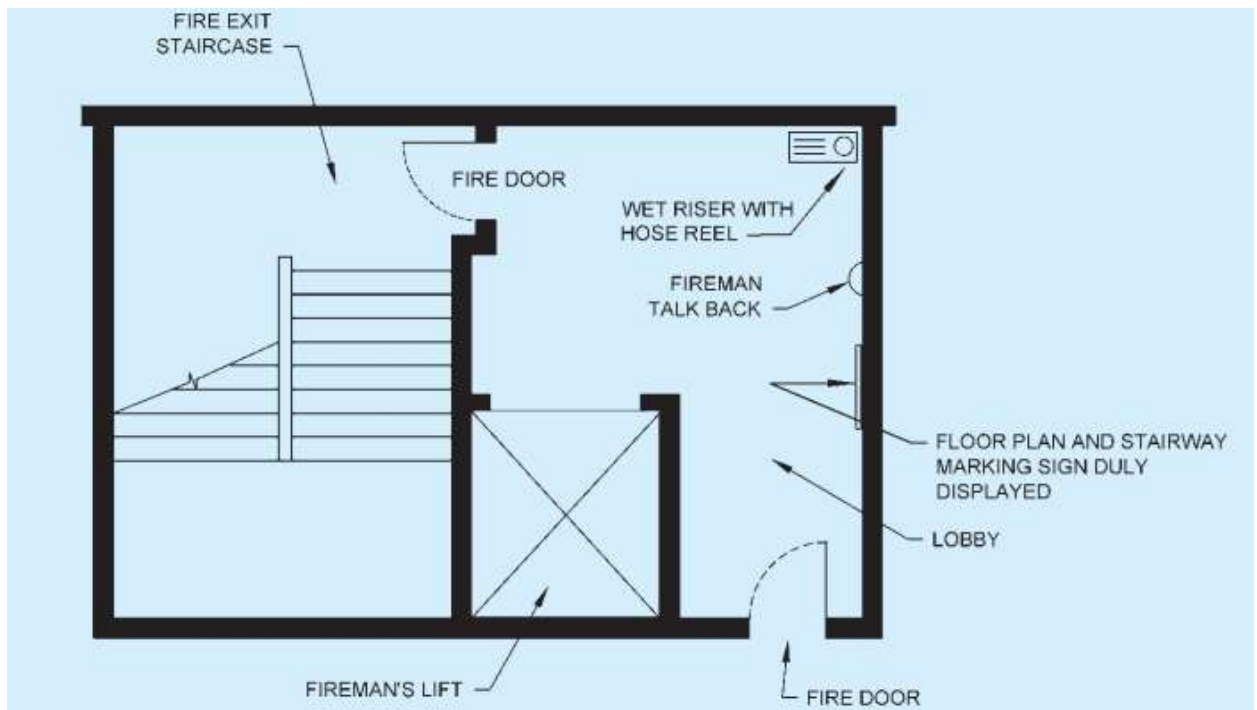 FIRE EXIT
STAIRCASE
FIRE DOOR
WET RISER WITH
HOSE REEL
FIREMAN
TALK BACK
FLOOR PLAN AND STAIRWAY
MARKING SIGN DULY
DISPLAYED
LOBBY
FIREMAN'S LIFT
FIRE DOOR